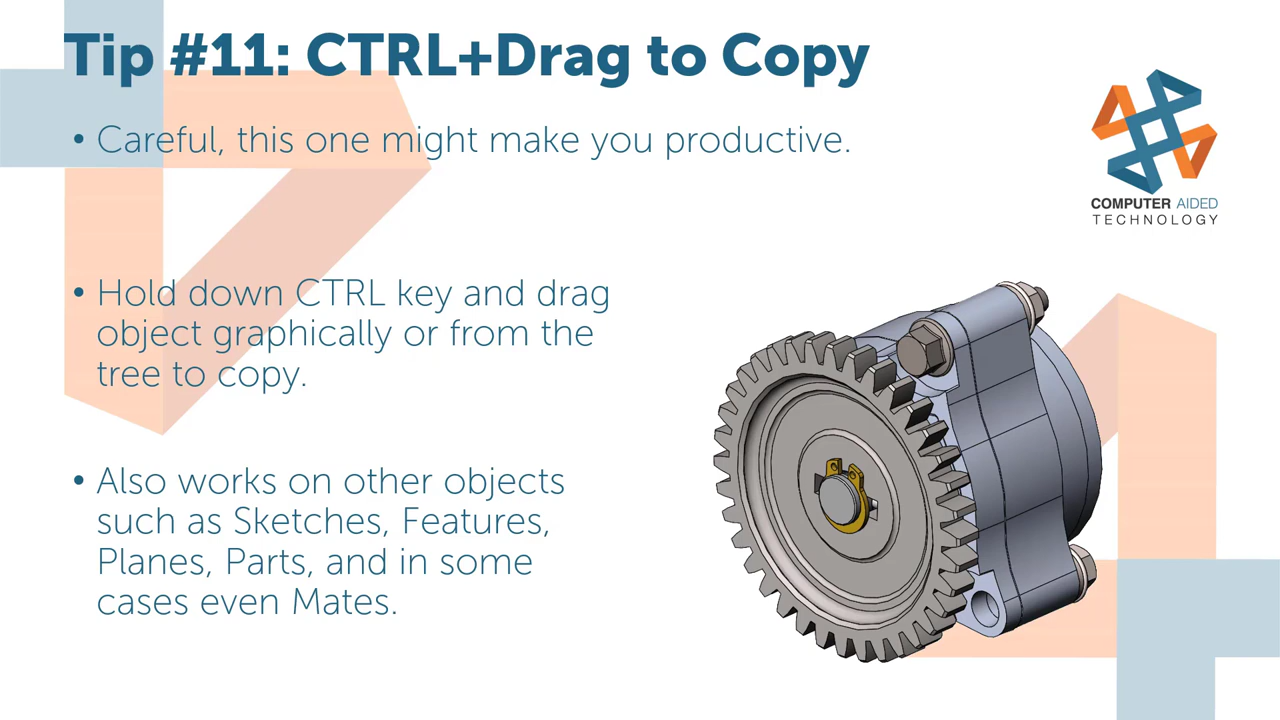 Tip #11: CTRL+Drag to Copy
• Careful, this one might make you productive.
COMPUTER AIDED
TECHNOLOGY
• Hold down CTRL key and drag
object graphically or from the
tree to copy.
• Also works on other objects
such as Sketches, Features,
Planes, Parts, and in some
cases even Mates.